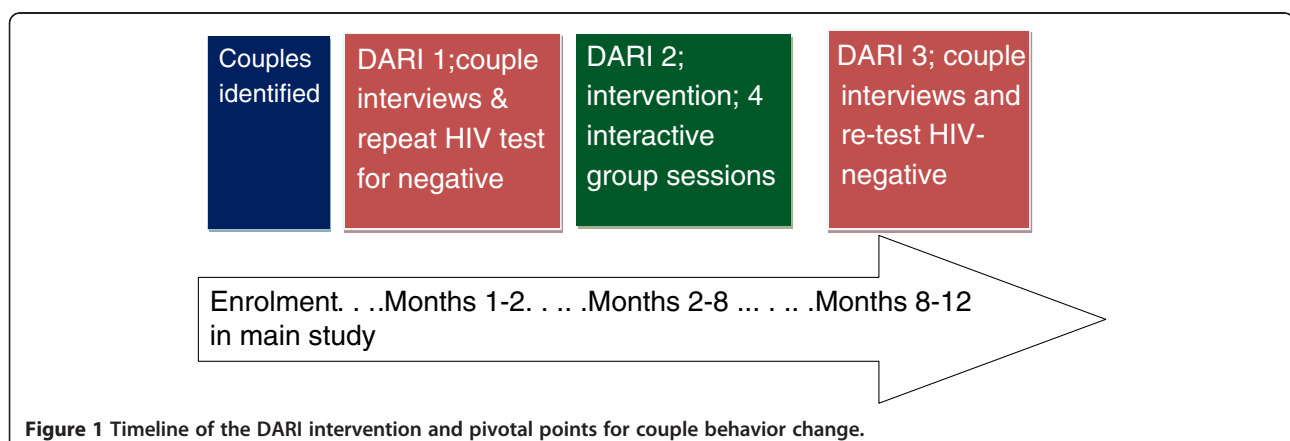 Couples
identified
DARI 1;couple
interviews &
repeat HIV test
for negative
DARI 2;
intervention; 4
interactive
group sessions
DARI 3; couple
interviews and
re-test HIV-
negative
Enrolment. . ..Months 1-2. . .. .Months 2-8 ... . .. .Months 8-12
in main study
Figure 1 Timeline of the DARI intervention and pivotal points for couple behavior change.